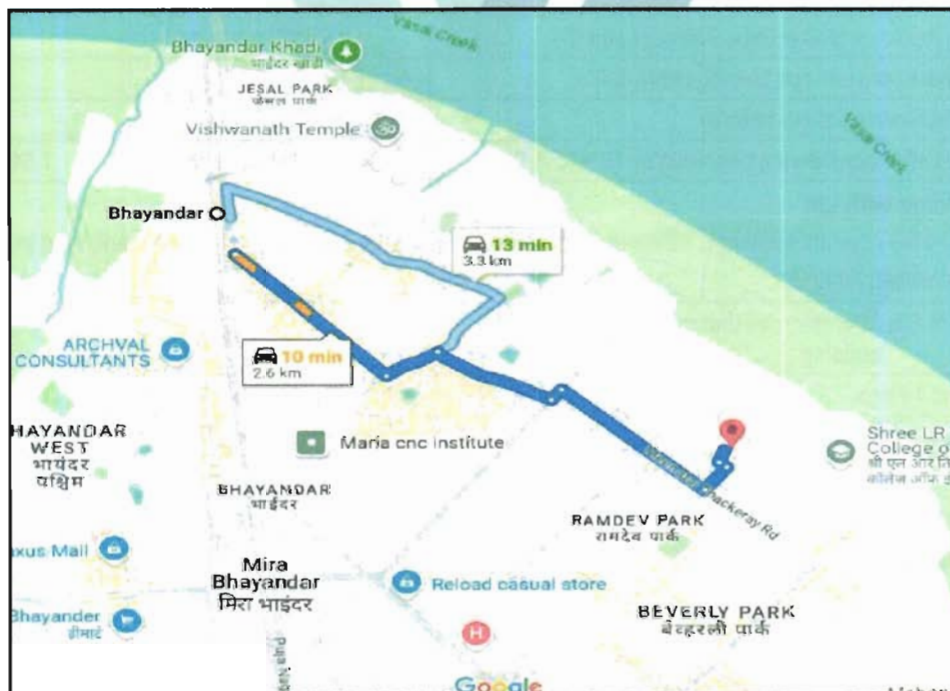 Vasai Creek
Bhayandar Khadi
भाईंदर खाडी
JESAL PARK
जेसल पार्क
Vishwanath Temple
Vasai Creek
Bhayandar
13 min
3.3 km
ARCHVAL
CONSULTANTS
10 min
2.6 km
Maria cnc institute
HAYANDAR
WEST
भायंदर
पश्चिम
Shree LR
College o
BHAYANDAR
भाईंदर
Thackeray Rd
RAMDEV PARK
रामदेव पार्क
axus Mall
Mira
Bhayandar
मिरा भाईंदर
Reload casual store
Bhayander
डीमार्ट
BEVERLY PARK
बेव्हरली पार्क
H
Google